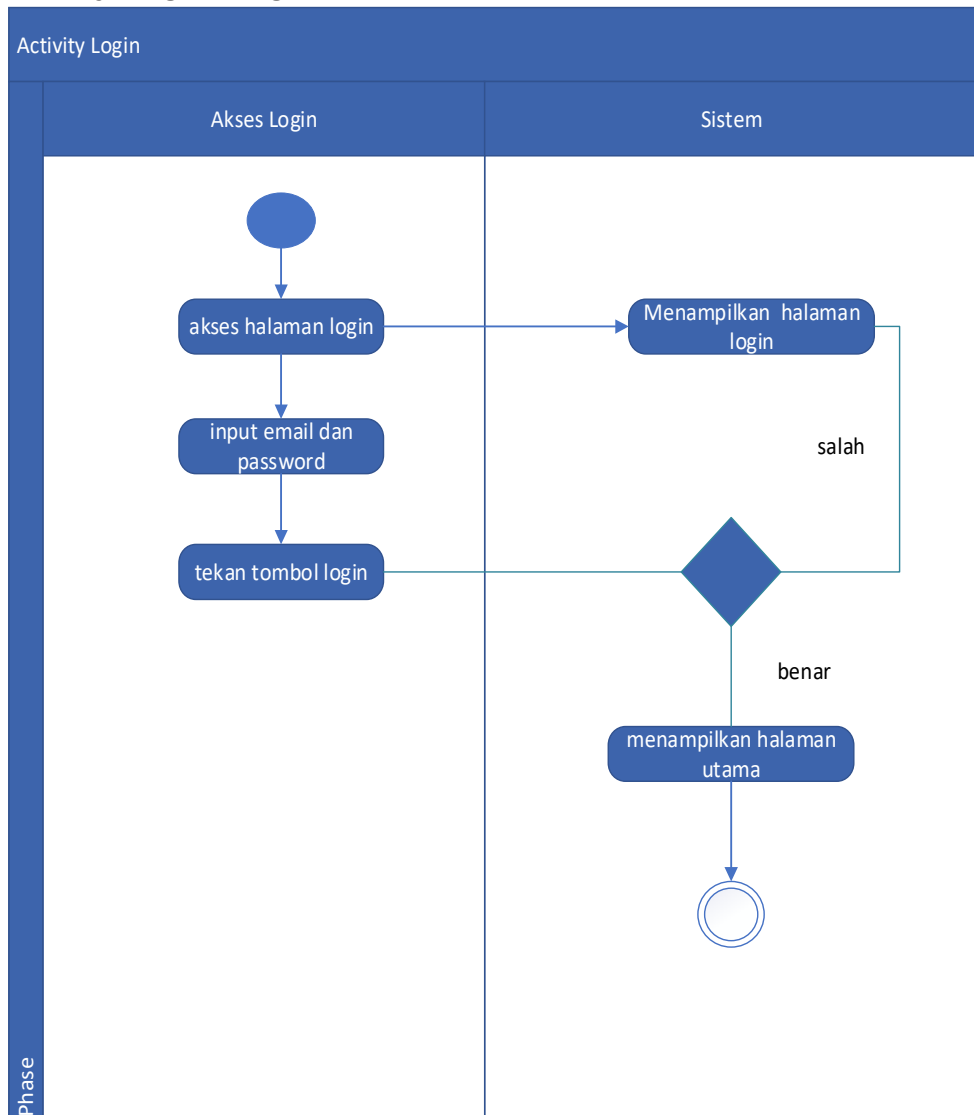 Activity Login
Akses Login
Sistem
akses halaman login
Menampilkan halaman
login
input email dan
password
salah
tekan tombol login
benar
menampilkan halaman
utama
Phase